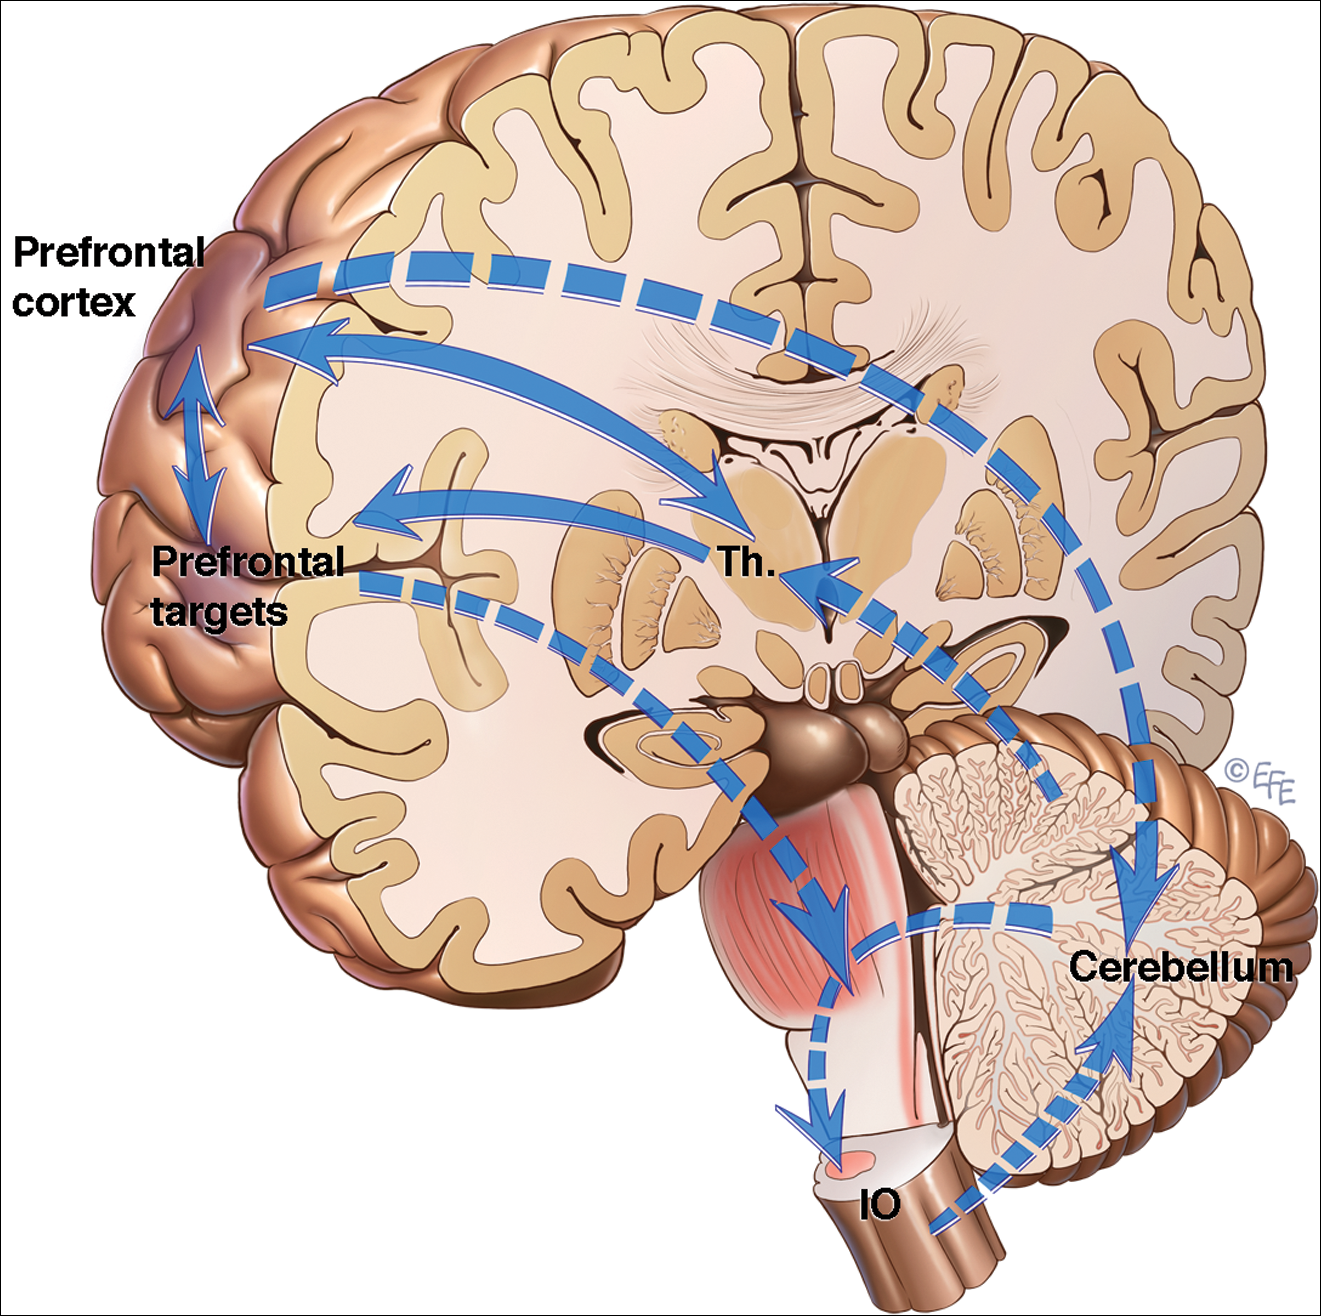 Prefrontal
cortex
Prefrontal
targets
Th.
© EFE
Cerebellum
IO